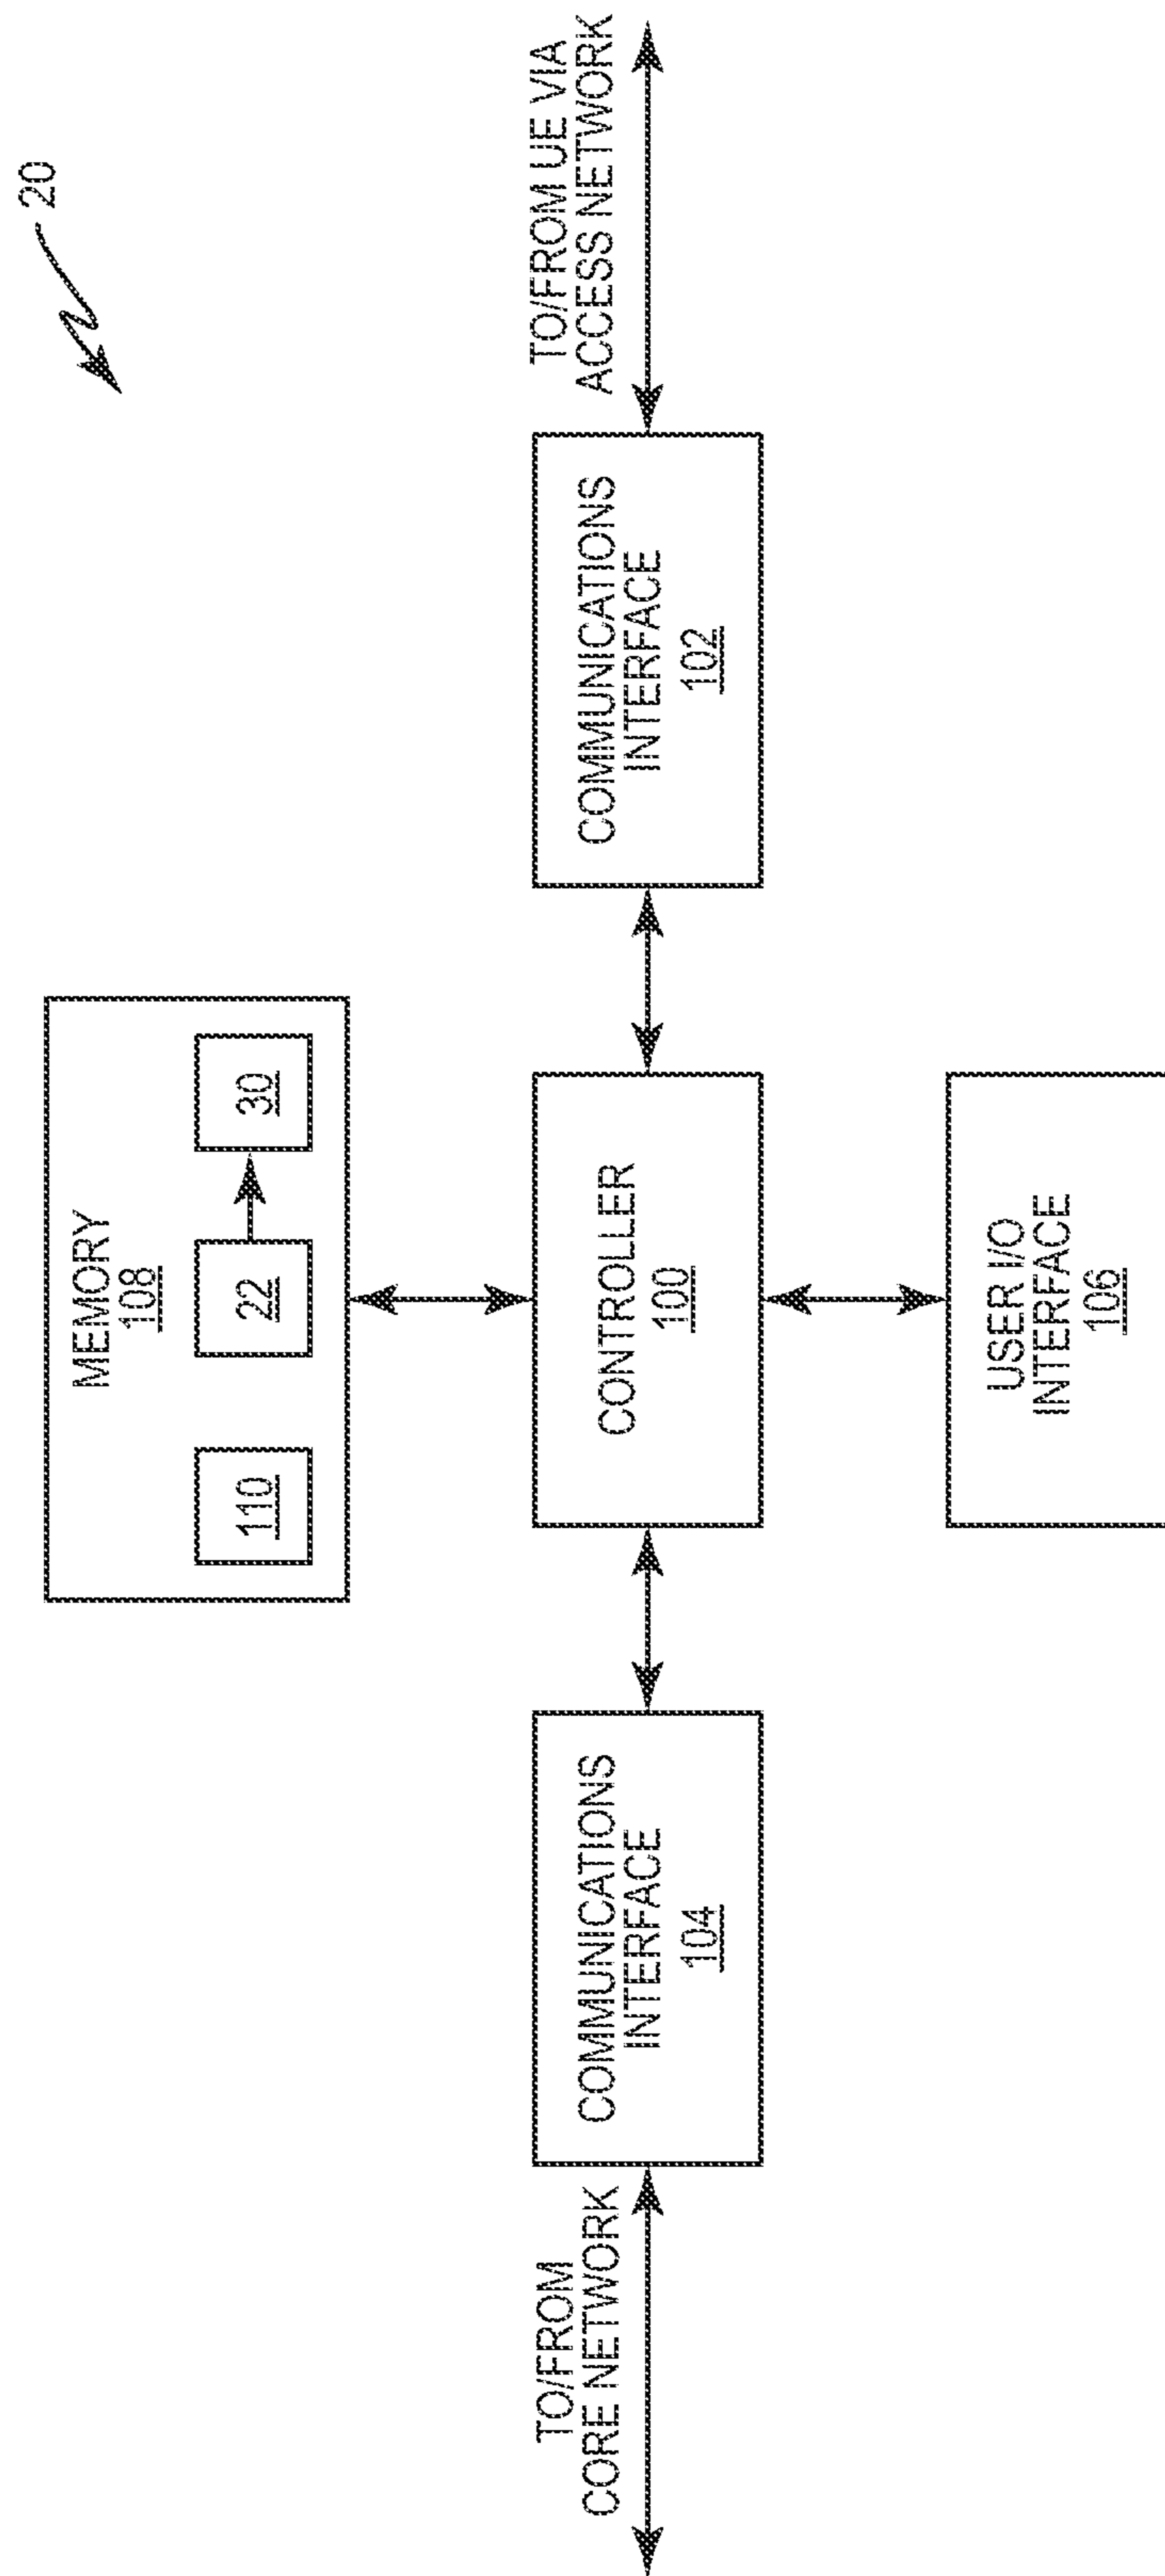 20
MEMORY
108
110
22
30
TO/FROM
CORE NETWORK
COMMUNICATIONS
INTERFACE
104
CONTROLLER
100
COMMUNICATIONS
INTERFACE
102
TO/FROM UE VIA
ACCESS NETWORK
USER I/O
INTERFACE
106